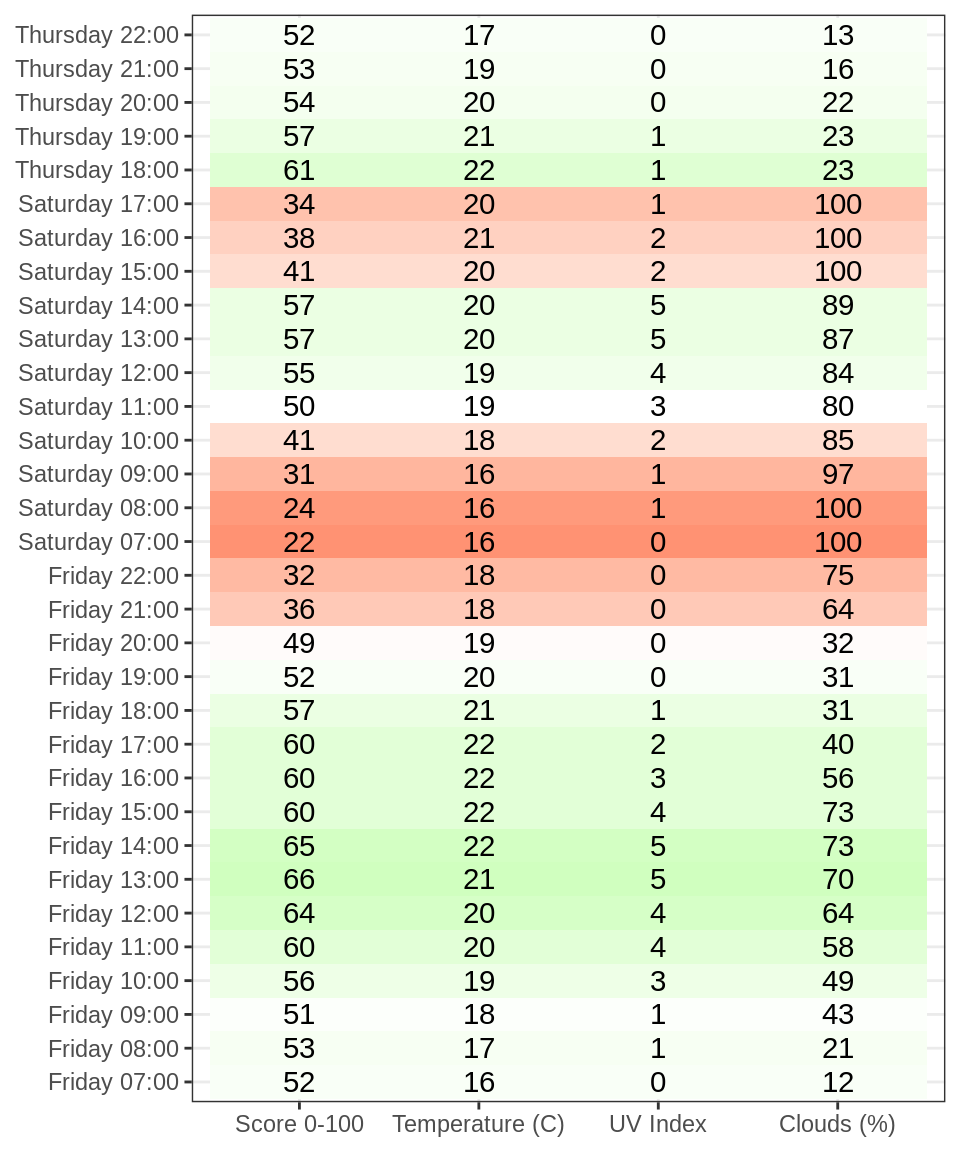 Thursday 22:00 52 17 0 13
Thursday 21:00 53 19 0 16
Thursday 20:00 54 20 0 22
Thursday 19:00 57 21 1 23
Thursday 18:00 61 22 1 23
Saturday 17:00 34 20 1 100
Saturday 16:00 38 21 2 100
Saturday 15:00 41 20 2 100
Saturday 14:00 57 20 5 89
Saturday 13:00 57 20 5 87
Saturday 12:00 55 19 4 84
Saturday 11:00 50 19 3 80
Saturday 10:00 41 18 2 85
Saturday 09:00 31 16 1 97
Saturday 08:00 24 16 1 100
Saturday 07:00 22 16 0 100
Friday 22:00 32 18 0 75
Friday 21:00 36 18 0 64
Friday 20:00 49 19 0 32
Friday 19:00 52 20 0 31
Friday 18:00 57 21 1 31
Friday 17:00 60 22 2 40
Friday 16:00 60 22 3 56
Friday 15:00 60 22 4 73
Friday 14:00 65 22 5 73
Friday 13:00 66 21 5 70
Friday 12:00 64 20 4 64
Friday 11:00 60 20 4 58
Friday 10:00 56 19 3 49
Friday 09:00 51 18 1 43
Friday 08:00 53 17 1 21
Friday 07:00 52 16 0 12
Score 0-100 Temperature (C) UV Index Clouds (%)